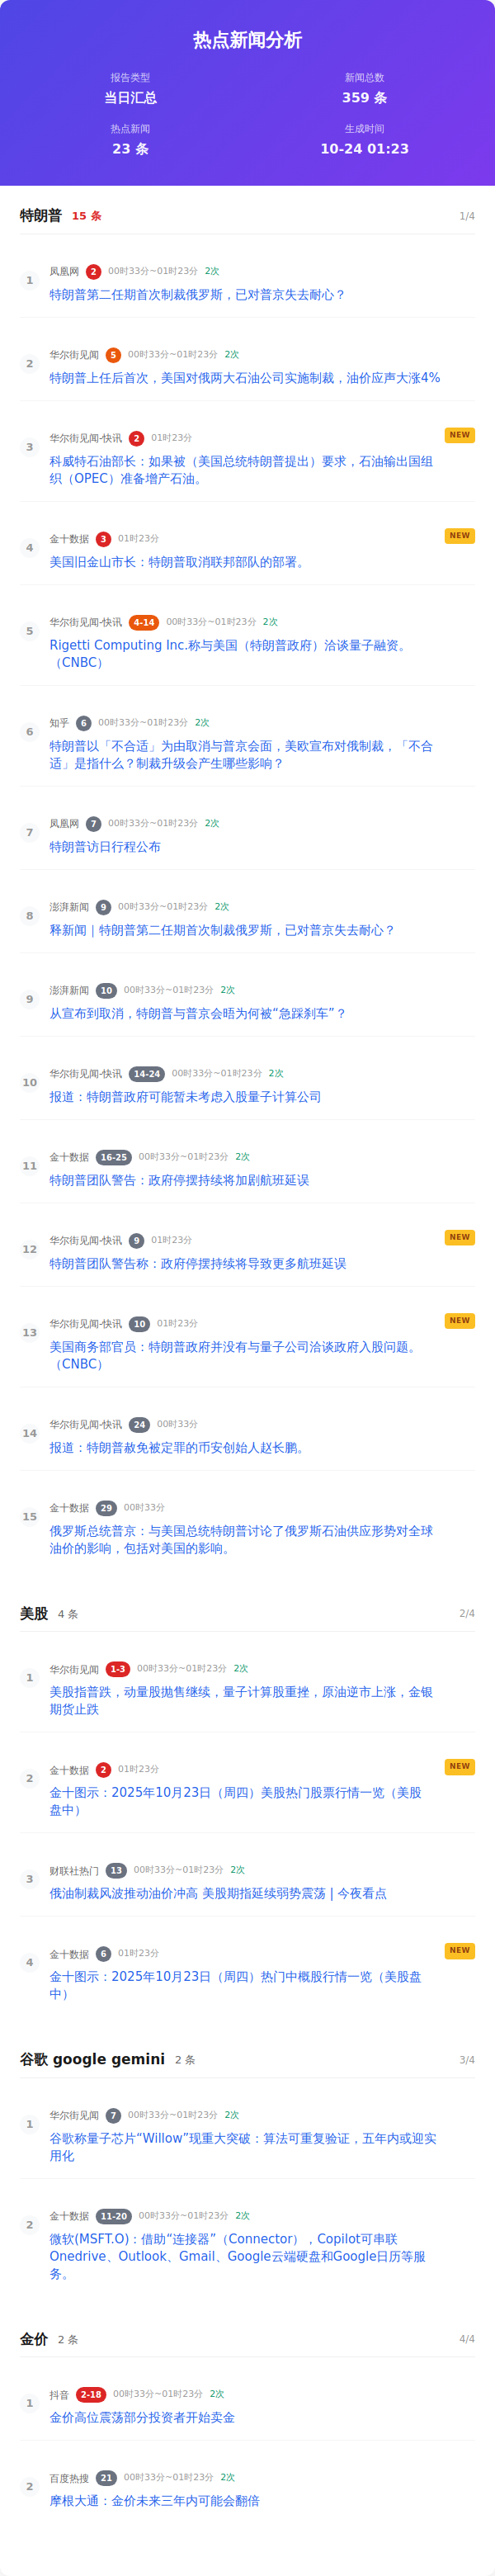 热点新闻分析
报告类型
新闻总数
当日汇总
359 条
热点新闻
生成时间
23 条
10-24 01:23
特朗普 15 条 1/4
1
凤凰网 2 00时33分~01时23分 2次
特朗普第二任期首次制裁俄罗斯，已对普京失去耐心？
2
华尔街见闻 5 00时33分~01时23分 2次
特朗普上任后首次，美国对俄两大石油公司实施制裁，油价应声大涨4%
3
华尔街见闻-快讯 2 01时23分 NEW
科威特石油部长：如果被（美国总统特朗普提出）要求，石油输出国组
织（OPEC）准备增产石油。
4
金十数据 3 01时23分 NEW
美国旧金山市长：特朗普取消联邦部队的部署。
5
华尔街见闻-快讯 4-14 00时33分~01时23分 2次
Rigetti Computing Inc.称与美国（特朗普政府）洽谈量子融资。
（CNBC）
6
知乎 6 00时33分~01时23分 2次
特朗普以「不合适」为由取消与普京会面，美欧宣布对俄制裁，「不合
适」是指什么？制裁升级会产生哪些影响？
7
凤凰网 7 00时33分~01时23分 2次
特朗普访日行程公布
8
澎湃新闻 9 00时33分~01时23分 2次
释新闻｜特朗普第二任期首次制裁俄罗斯，已对普京失去耐心？
9
澎湃新闻 10 00时33分~01时23分 2次
从宣布到取消，特朗普与普京会晤为何被“急踩刹车”？
10
华尔街见闻-快讯 14-24 00时33分~01时23分 2次
报道：特朗普政府可能暂未考虑入股量子计算公司
11
金十数据 16-25 00时33分~01时23分 2次
特朗普团队警告：政府停摆持续将加剧航班延误
12
华尔街见闻-快讯 9 01时23分 NEW
特朗普团队警告称：政府停摆持续将导致更多航班延误
13
华尔街见闻-快讯 10 01时23分 NEW
美国商务部官员：特朗普政府并没有与量子公司洽谈政府入股问题。
（CNBC）
14
华尔街见闻-快讯 24 00时33分
报道：特朗普赦免被定罪的币安创始人赵长鹏。
15
金十数据 29 00时33分
俄罗斯总统普京：与美国总统特朗普讨论了俄罗斯石油供应形势对全球
油价的影响，包括对美国的影响。
美股 4 条 2/4
1
华尔街见闻 1-3 00时33分~01时23分 2次
美股指普跌，动量股抛售继续，量子计算股重挫，原油逆市上涨，金银
期货止跌
2
金十数据 2 01时23分 NEW
金十图示：2025年10月23日（周四）美股热门股票行情一览（美股
盘中）
3
财联社热门 13 00时33分~01时23分 2次
俄油制裁风波推动油价冲高 美股期指延续弱势震荡 | 今夜看点
4
金十数据 6 01时23分 NEW
金十图示：2025年10月23日（周四）热门中概股行情一览（美股盘
中）
谷歌 google gemini 2 条 3/4
1
华尔街见闻 7 00时33分~01时23分 2次
谷歌称量子芯片“Willow”现重大突破：算法可重复验证，五年内或迎实
用化
2
金十数据 11-20 00时33分~01时23分 2次
微软(MSFT.O)：借助“连接器”（Connector），Copilot可串联
Onedrive、Outlook、Gmail、Google云端硬盘和Google日历等服
务。
金价 2 条 4/4
1
抖音 2-18 00时33分~01时23分 2次
金价高位震荡部分投资者开始卖金
2
百度热搜 21 00时33分~01时23分 2次
摩根大通：金价未来三年内可能会翻倍